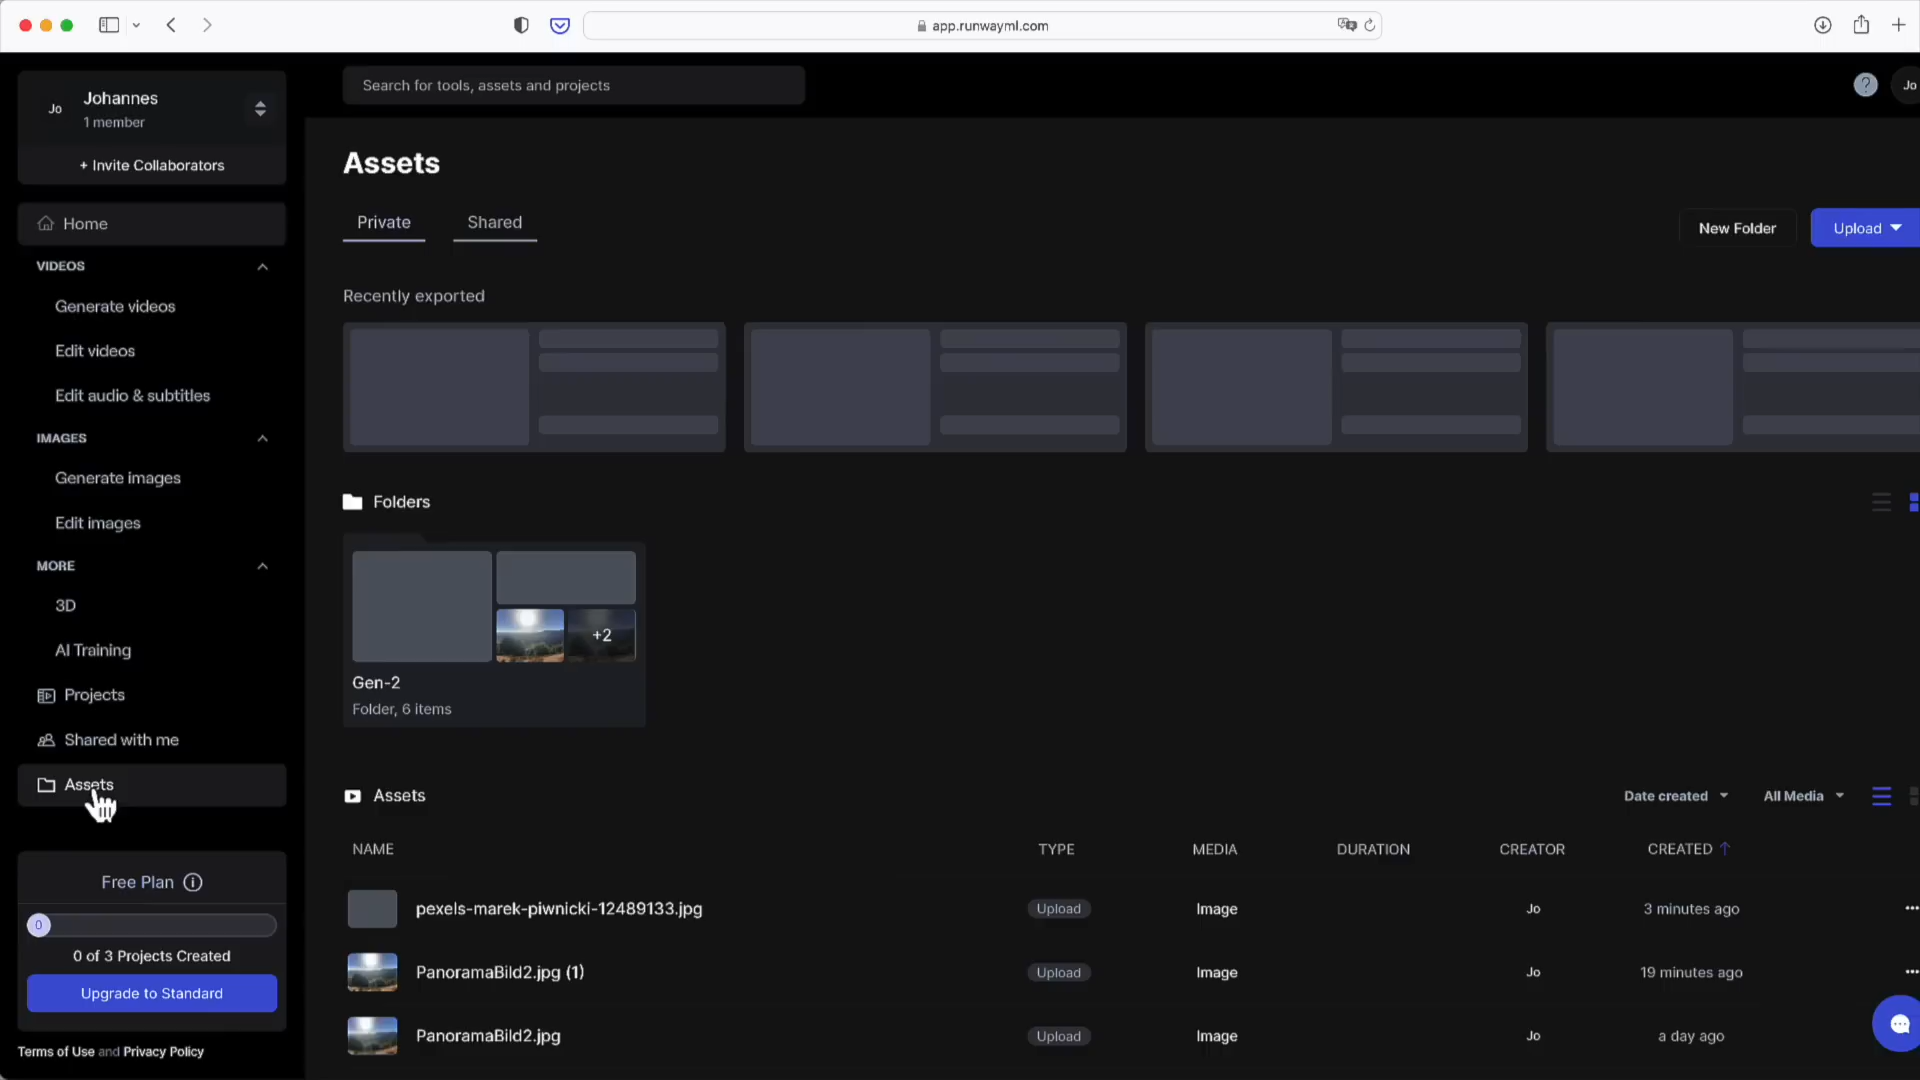 app.runwayml.com
Jo
Johannes
1 member
+ Invite Collaborators
Search for tools, assets and projects
?
Jo
Home
VIDEOS
Generate videos
Edit videos
Edit audio & subtitles
IMAGES
Generate images
Edit images
MORE
3D
AI Training
Projects
Shared with me
Assets
Free Plan
0
0 of 3 Projects Created
Upgrade to Standard
Terms of Use and Privacy Policy
Assets
Private
Shared
New Folder
Upload
Recently exported
Folders
+2
Gen-2
Folder, 6 items
Assets
Date created
All Media
NAME TYPE MEDIA DURATION CREATOR CREATED ↑
pexels-marek-piwnicki-12489133.jpg Upload Image Jo 3 minutes ago
PanoramaBild2.jpg (1) Upload Image Jo 19 minutes ago
PanoramaBild2.jpg Upload Image Jo a day ago